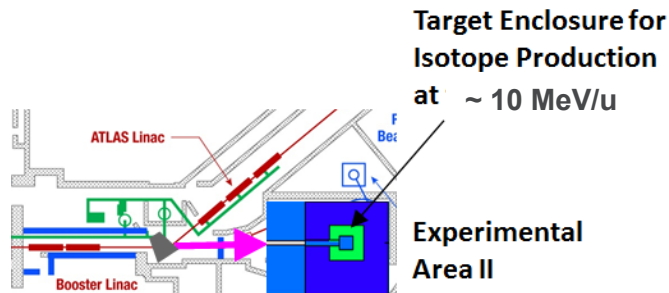 Target Enclosure for
Isotope Production
at ~ 10 MeV/u
ATLAS Linac
Experimental
Area II
Booster Linac